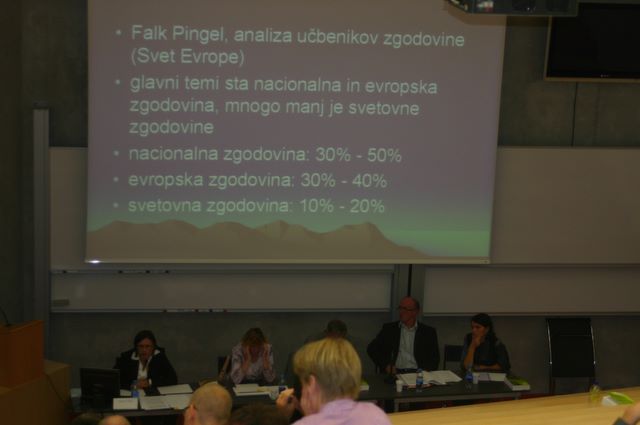 • Falk Pingel, analiza učbenikov zgodovine
(Svet Evrope)
• glavni temi sta nacionalna in evropska
zgodovina, mnogo manj je svetovne
zgodovine
• nacionalna zgodovina: 30% - 50%
• evropska zgodovina: 30% - 40%
• svetovna zgodovina: 10% - 20%